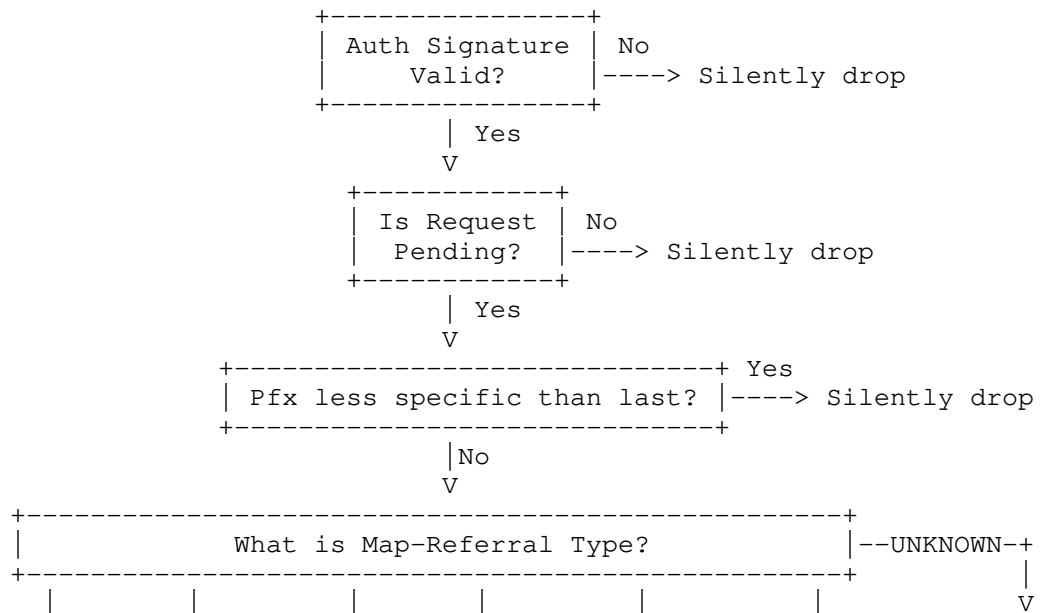 +----------------+
| Auth Signature | No
|     Valid?     |----> Silently drop
+----------------+
| Yes
V
+------------+
| Is Request | No
|  Pending?  |----> Silently drop
+------------+
| Yes
V
+------------------------------+ Yes
| Pfx less specific than last? |----> Silently drop
+------------------------------+
|No
V
+---------------------------------------------------+
|             What is Map-Referral Type?            |--UNKNOWN-+
+---------------------------------------------------+          |
|        |         |       |         |          |            V